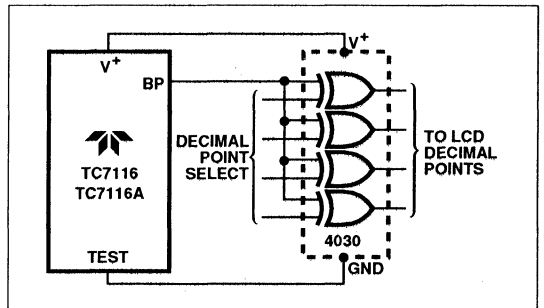 V+
V+
BP
TC7116
TC7116A
DECIMAL
POINT
SELECT
TO LCD
DECIMAL
POINTS
4030
TEST
GND